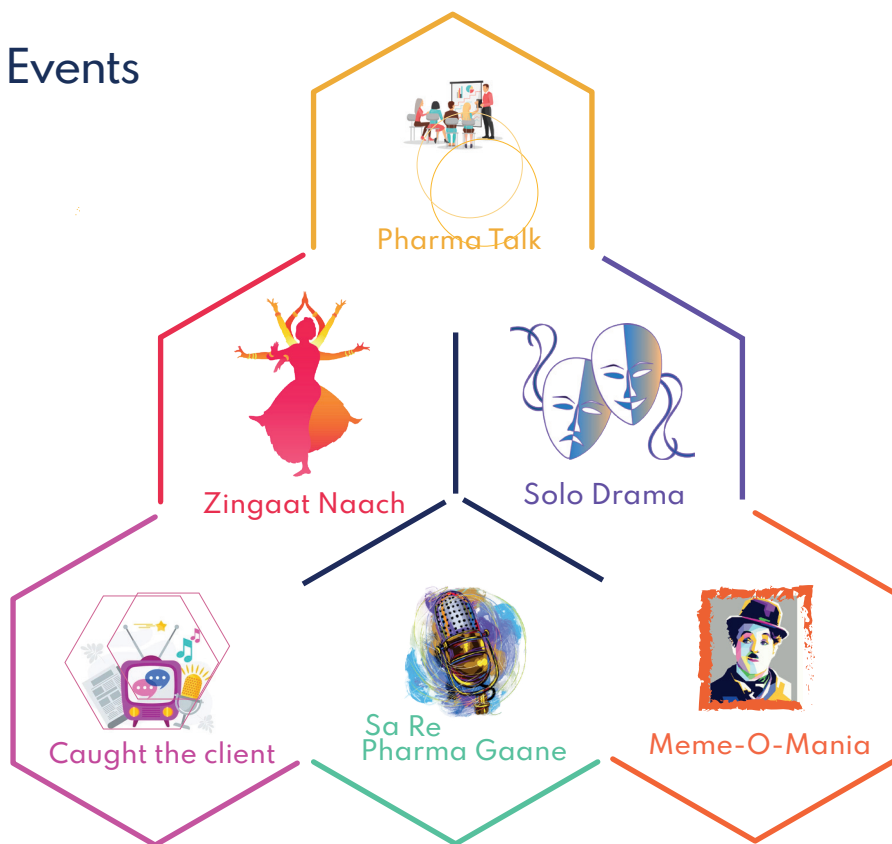 Events
Pharma Talk
Zingaat Naach
Solo Drama
Caught the client
Sa Re
Pharma Gaane
Meme-O-Mania